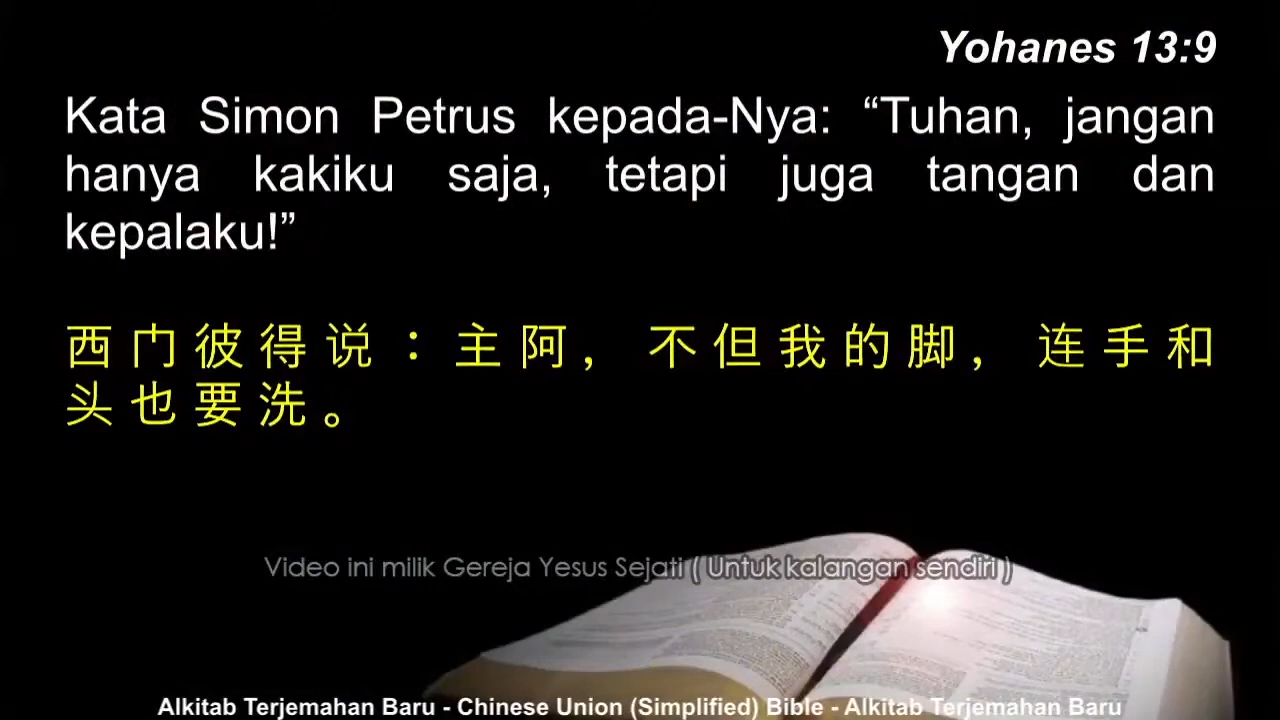 Yohanes 13:9
Kata Simon Petrus kepada-Nya: “Tuhan, jangan
hanya kakiku saja, tetapi juga tangan dan
kepalaku!”
西门彼得说：主阿，不但我的脚，连手和
头也要洗。
Video ini milik Gereja Yesus Sejati ( Untuk kalangan sendiri )
Alkitab Terjemahan Baru - Chinese Union (Simplified) Bible - Alkitab Terjemahan Baru